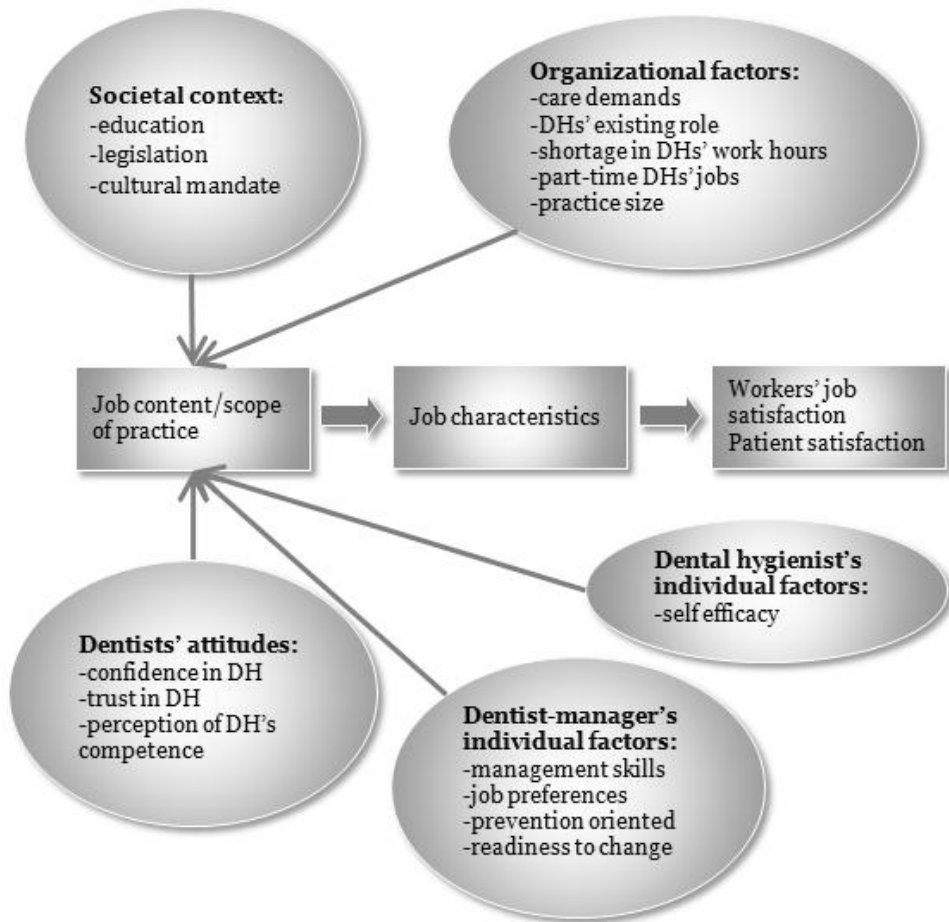 Societal context:
-education
-legislation
-cultural mandate
Organizational factors:
-care demands
-DHs' existing role
-shortage in DHs' work hours
-part-time DHs' jobs
-practice size
Job content/scope
of practice
Job characteristics
Workers' job
satisfaction
Patient satisfaction
Dental hygienist's
individual factors:
-self efficacy
Dentists' attitudes:
-confidence in DH
-trust in DH
-perception of DH's
competence
Dentist-manager's
individual factors:
-management skills
-job preferences
-prevention oriented
-readiness to change